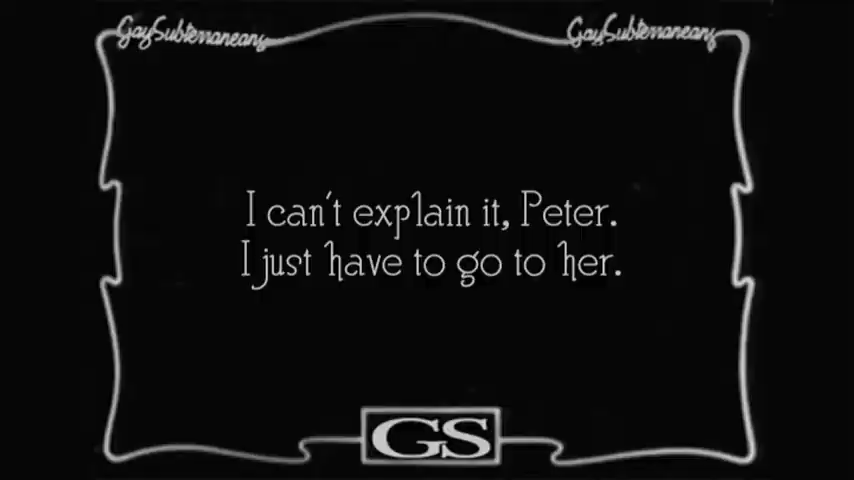 GaySubterraneans GaySubterraneans
I can't explain it, Peter.
I just have to go to her.
GS